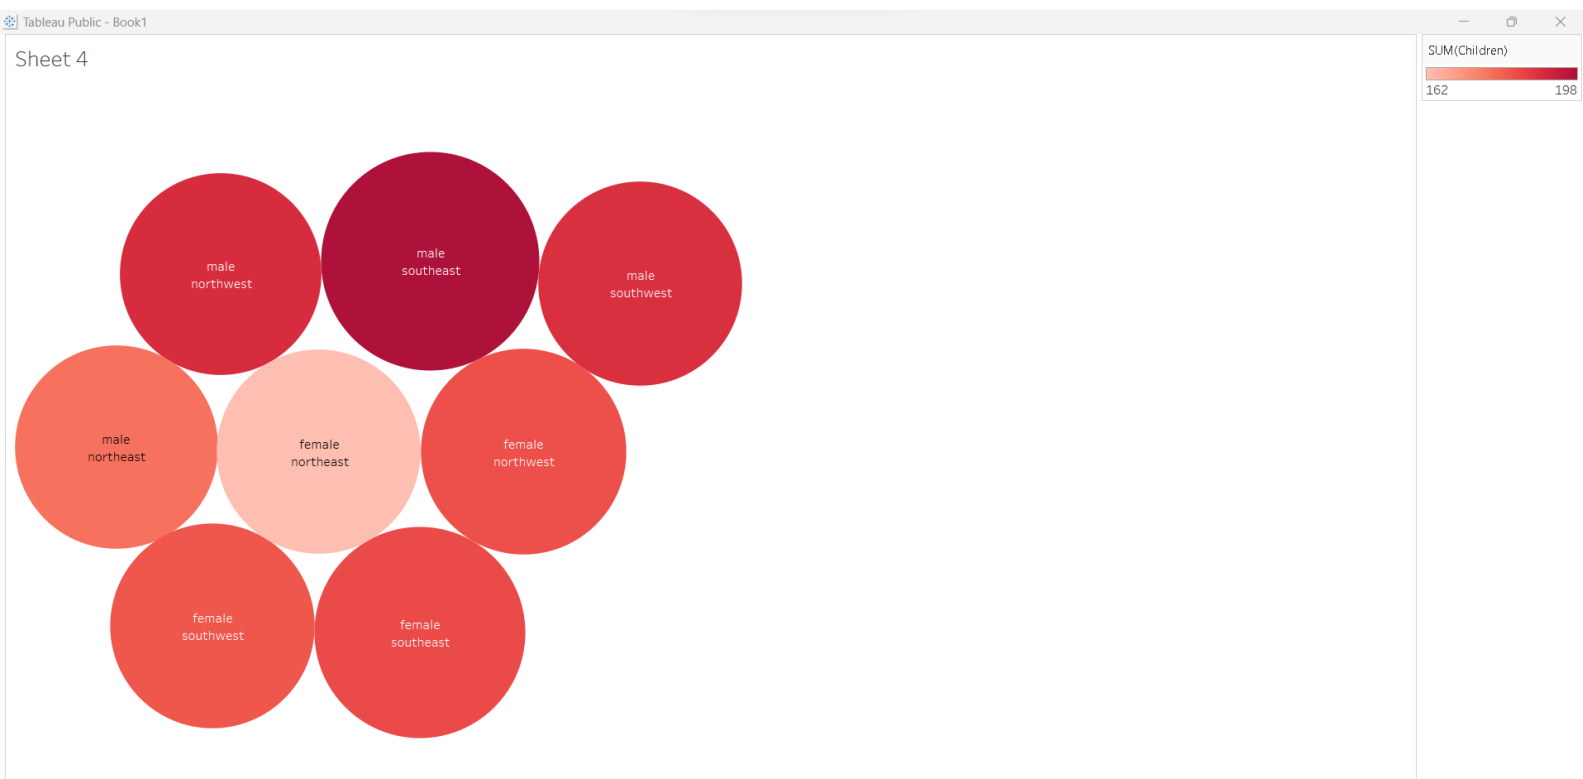 Tableau Public - Book1
Sheet 4
SUM(Children)
162 198
male
northwest
male
southeast
male
southwest
male
northeast
female
northeast
female
northwest
female
southwest
female
southeast